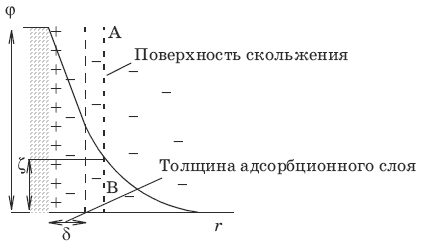 φ
A
Поверхность скольжения
ζ
Толщина адсорбционного слоя
B
δ
r